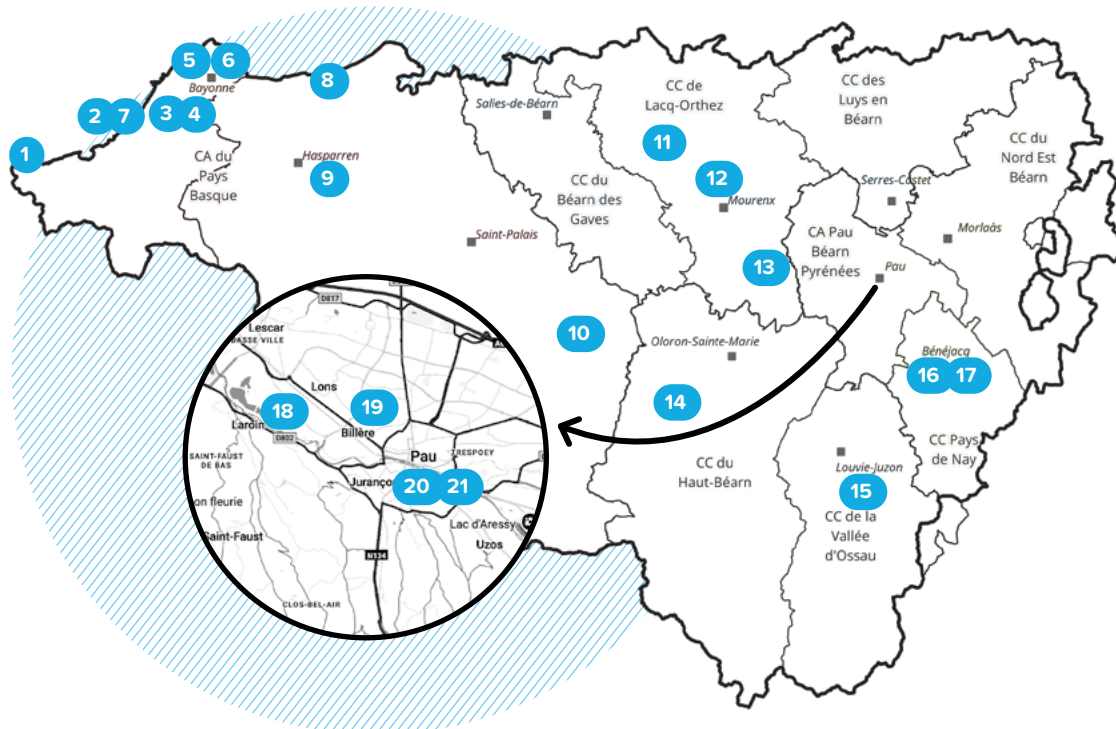 5 6
Bayonne
8
2 7
3 4
1
CA du
Pays
Basque
Hasparren
9
Saint-Palais
Salies-de-Béarn
CC du
Béarn des
Gaves
CC de
Lacq-Orthez
11
12
Mourenx
13
CC des
Luys en
Béarn
Serres-Castet
CC du
Nord Est
Béarn
Morlaàs
CA Pau
Béarn
Pyrénées
Pau
10
Oloron-Sainte-Marie
14
CC du
Haut-Béarn
Bénéjacq
16 17
CC Pays
de Nay
Louvie-Juzon
15
CC de la
Vallée
d'Ossau
D817
Lescar
BASSE VILLE
Lons
18
19
Billère
D802
SAINT-FAUST
DE BAS
Pau
TRESPOEY
20 21
on fleurie
Saint-Faust
Lac d'Aressy
Uzos
N134
CLOS-BEL-AIR